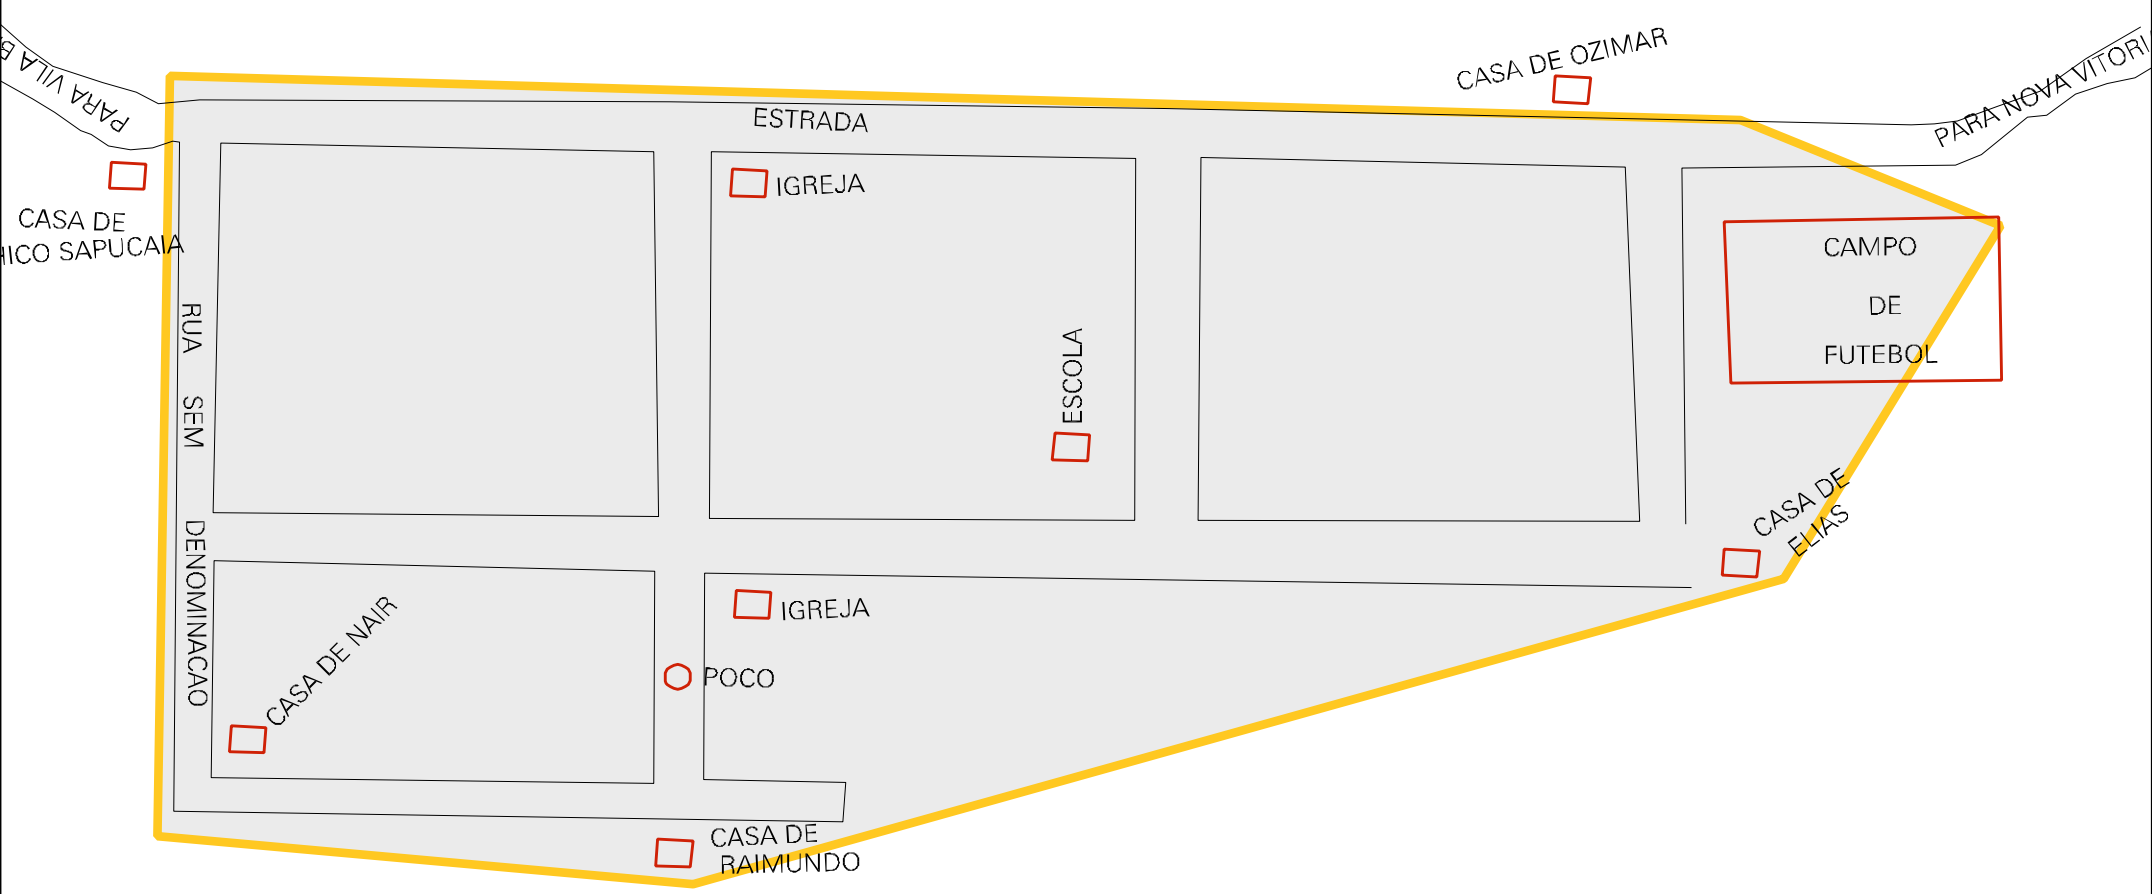 PARA VILA B
CASA DE OZIMAR
PARA NOVA VITORI
ESTRADA
IGREJA
CASA DE
HICO SAPUCAIA
CAMPO
DE
FUTEBOL
RUA SEM DENOMINACAO
ESCOLA
CASA DE
ELIAS
CASA DE NAIR
IGREJA
POCO
CASA DE
RAIMUNDO